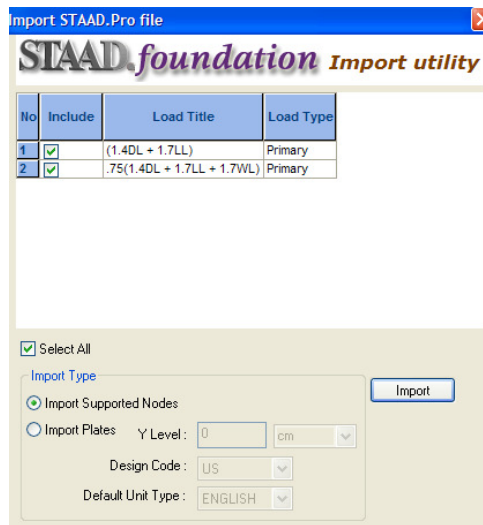 Import STAAD.Pro file
STAAD.foundation Import utility
No Include Load Title Load Type
1 (1.4DL + 1.7LL) Primary
2 .75(1.4DL + 1.7LL + 1.7WL) Primary
Select All
Import Type
Import Supported Nodes
Import
Import Plates Y Level : 0 cm
Design Code : US
Default Unit Type : ENGLISH